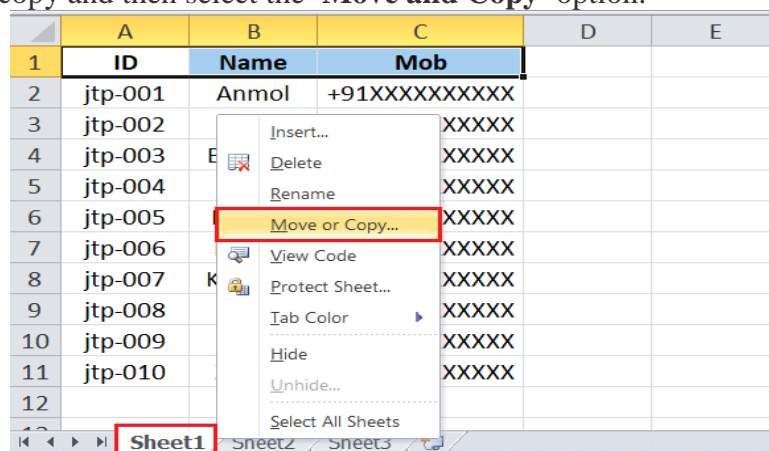 copy and then select the "Move and Copy" option.
A B C D E
1 ID Name Mob
2 jtp-001 Anmol +91XXXXXXXXXX
3 jtp-002 XXXXX
Insert...
4 jtp-003 XXXXX
Delete
5 jtp-004 XXXXX
Rename
6 jtp-005 XXXXX
Move or Copy...
7 jtp-006 XXXXX
View Code
8 jtp-007 K XXXXX
Protect Sheet...
9 jtp-008 XXXXX
Tab Color
10 jtp-009 XXXXX
Hide
11 jtp-010 XXXXX
Unhide...
12
Select All Sheets
Sheet1 Sheet2 Sheet3